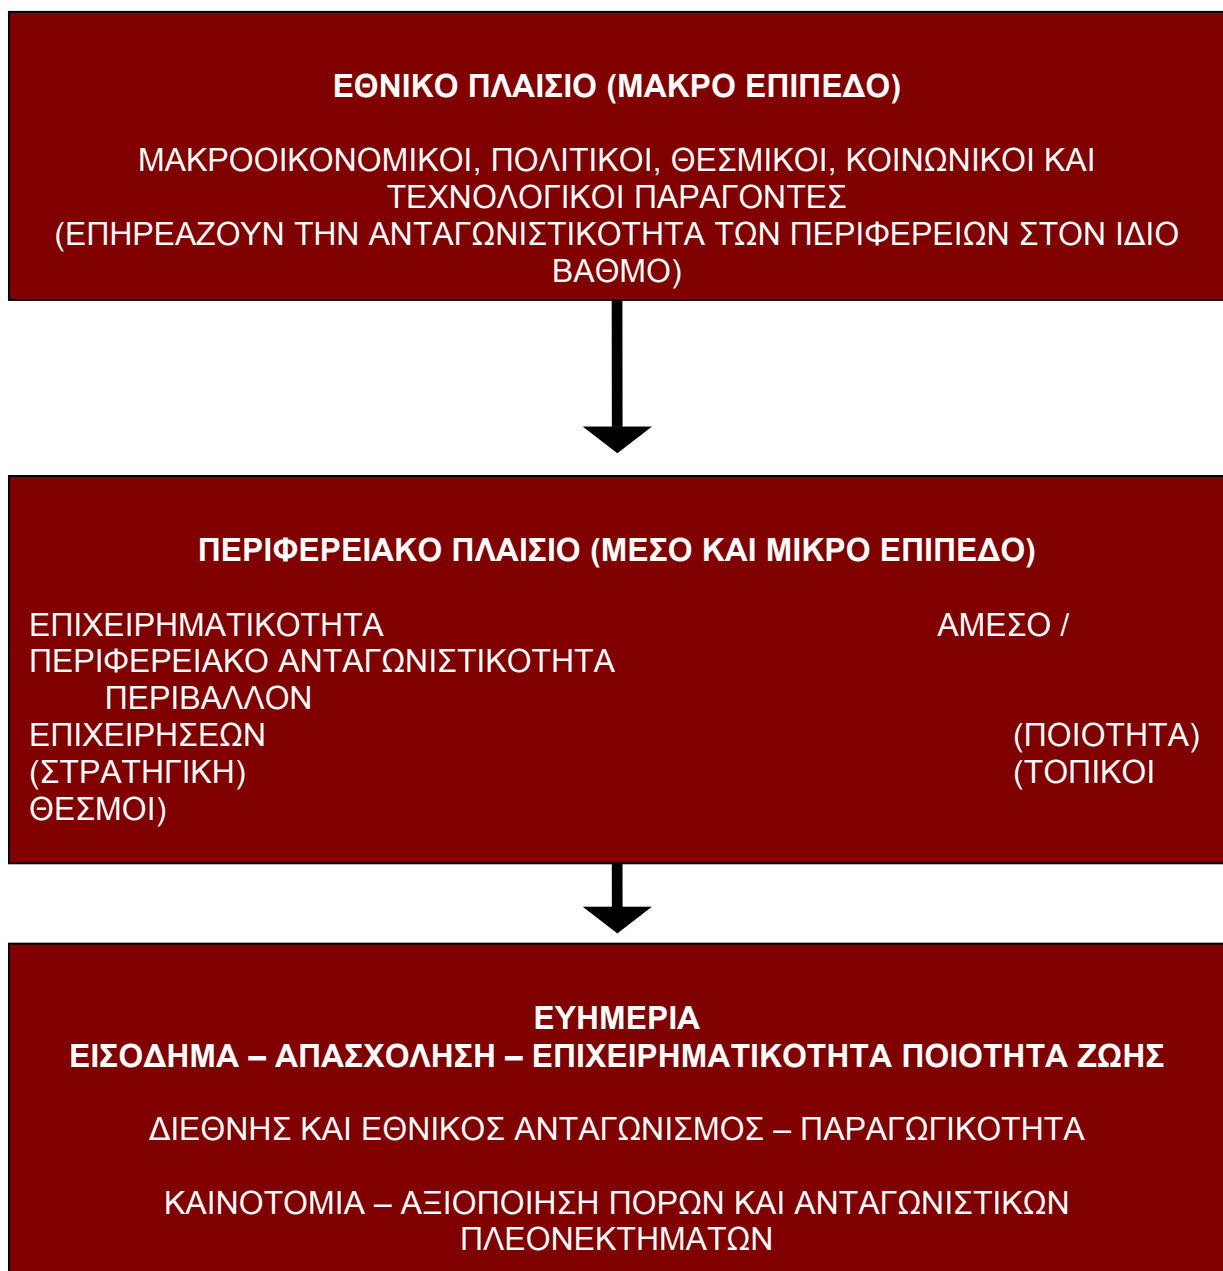 ΕΘΝΙΚΟ ΠΛΑΙΣΙΟ (ΜΑΚΡΟ ΕΠΙΠΕΔΟ)
ΜΑΚΡΟΟΙΚΟΝΟΜΙΚΟΙ, ΠΟΛΙΤΙΚΟΙ, ΘΕΣΜΙΚΟΙ, ΚΟΙΝΩΝΙΚΟΙ ΚΑΙ
ΤΕΧΝΟΛΟΓΙΚΟΙ ΠΑΡΑΓΟΝΤΕΣ
(ΕΠΗΡΕΑΖΟΥΝ ΤΗΝ ΑΝΤΑΓΩΝΙΣΤΙΚΟΤΗΤΑ ΤΩΝ ΠΕΡΙΦΕΡΕΙΩΝ ΣΤΟΝ ΙΔΙΟ
ΒΑΘΜΟ)
ΠΕΡΙΦΕΡΕΙΑΚΟ ΠΛΑΙΣΙΟ (ΜΕΣΟ ΚΑΙ ΜΙΚΡΟ ΕΠΙΠΕΔΟ)
ΕΠΙΧΕΙΡΗΜΑΤΙΚΟΤΗΤΑ ΑΜΕΣΟ /
ΠΕΡΙΦΕΡΕΙΑΚΟ ΑΝΤΑΓΩΝΙΣΤΙΚΟΤΗΤΑ
ΠΕΡΙΒΑΛΛΟΝ
ΕΠΙΧΕΙΡΗΣΕΩΝ (ΠΟΙΟΤΗΤΑ)
(ΣΤΡΑΤΗΓΙΚΗ) (ΤΟΠΙΚΟΙ
ΘΕΣΜΟΙ)
ΕΥΗΜΕΡΙΑ
ΕΙΣΟΔΗΜΑ – ΑΠΑΣΧΟΛΗΣΗ – ΕΠΙΧΕΙΡΗΜΑΤΙΚΟΤΗΤΑ ΠΟΙΟΤΗΤΑ ΖΩΗΣ
ΔΙΕΘΝΗΣ ΚΑΙ ΕΘΝΙΚΟΣ ΑΝΤΑΓΩΝΙΣΜΟΣ – ΠΑΡΑΓΩΓΙΚΟΤΗΤΑ
ΚΑΙΝΟΤΟΜΙΑ – ΑΞΙΟΠΟΙΗΣΗ ΠΟΡΩΝ ΚΑΙ ΑΝΤΑΓΩΝΙΣΤΙΚΩΝ
ΠΛΕΟΝΕΚΤΗΜΑΤΩΝ